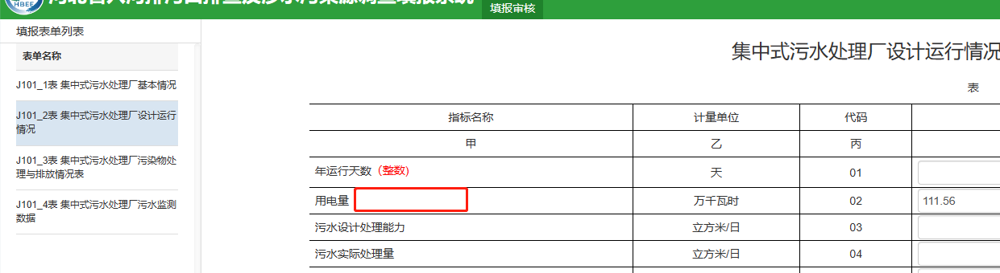 HBEE
填报审核
填报表单列表
表单名称
J101_1表 集中式污水处理厂基本情况
J101_2表 集中式污水处理厂设计运行
情况
J101_3表 集中式污水处理厂污染物处
理与排放情况表
J101_4表 集中式污水处理厂污水监测
数据
集中式污水处理厂设计运行情况
表
指标名称 计量单位 代码
甲 乙 丙
年运行天数（整数) 天 01
用电量 万千瓦时 02 111.56
污水设计处理能力 立方米/日 03
污水实际处理量 立方米/日 04